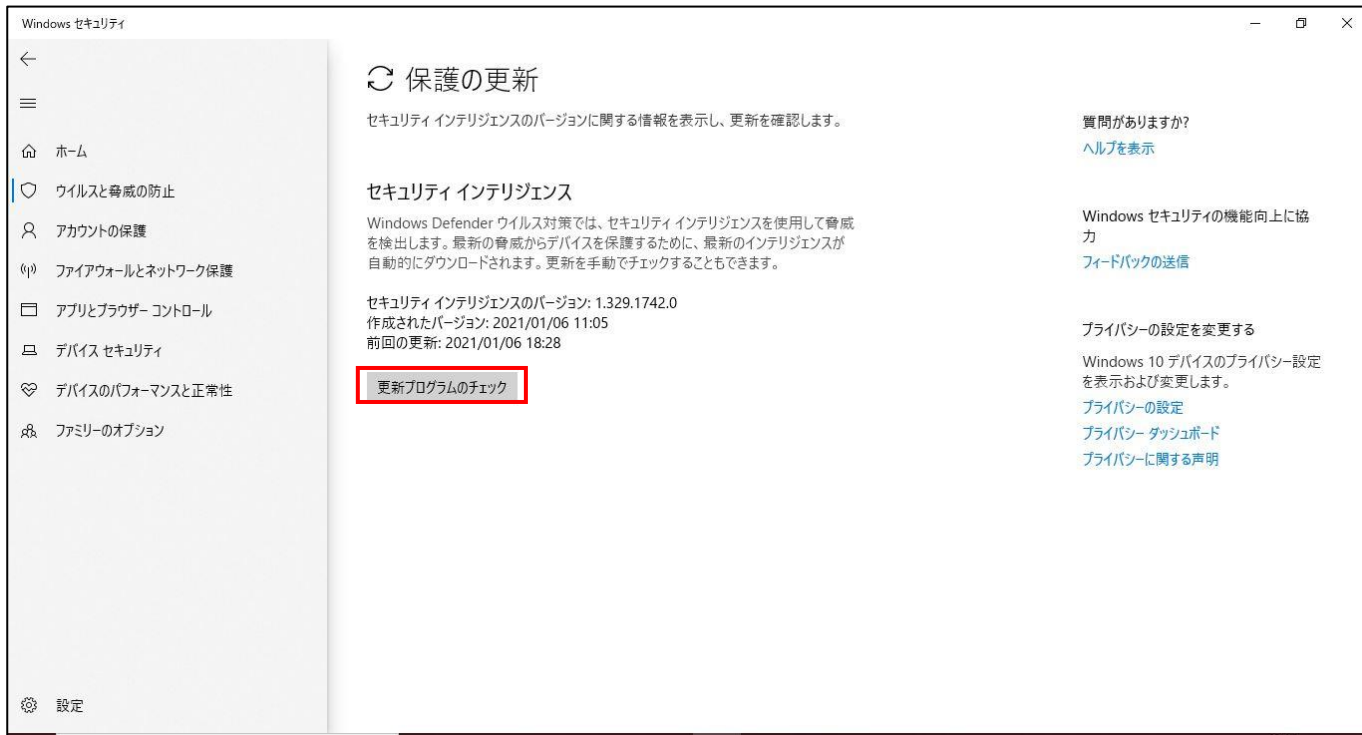 Windows セキュリティ
ホーム
ウイルスと脅威の防止
アカウントの保護
ファイアウォールとネットワーク保護
アプリとブラウザー コントロール
デバイス セキュリティ
デバイスのパフォーマンスと正常性
ファミリーのオプション
設定
保護の更新
セキュリティ インテリジェンスのバージョンに関する情報を表示し、更新を確認します。
セキュリティ インテリジェンス
Windows Defender ウイルス対策では、セキュリティ インテリジェンスを使用して脅威
を検出します。最新の脅威からデバイスを保護するために、最新のインテリジェンスが
自動的にダウンロードされます。更新を手動でチェックすることもできます。
セキュリティ インテリジェンスのバージョン: 1.329.1742.0
作成されたバージョン: 2021/01/06 11:05
前回の更新: 2021/01/06 18:28
更新プログラムのチェック
質問がありますか?
ヘルプを表示
Windows セキュリティの機能向上に協
力
フィードバックの送信
プライバシーの設定を変更する
Windows 10 デバイスのプライバシー設定
を表示および変更します。
プライバシーの設定
プライバシー ダッシュボード
プライバシーに関する声明